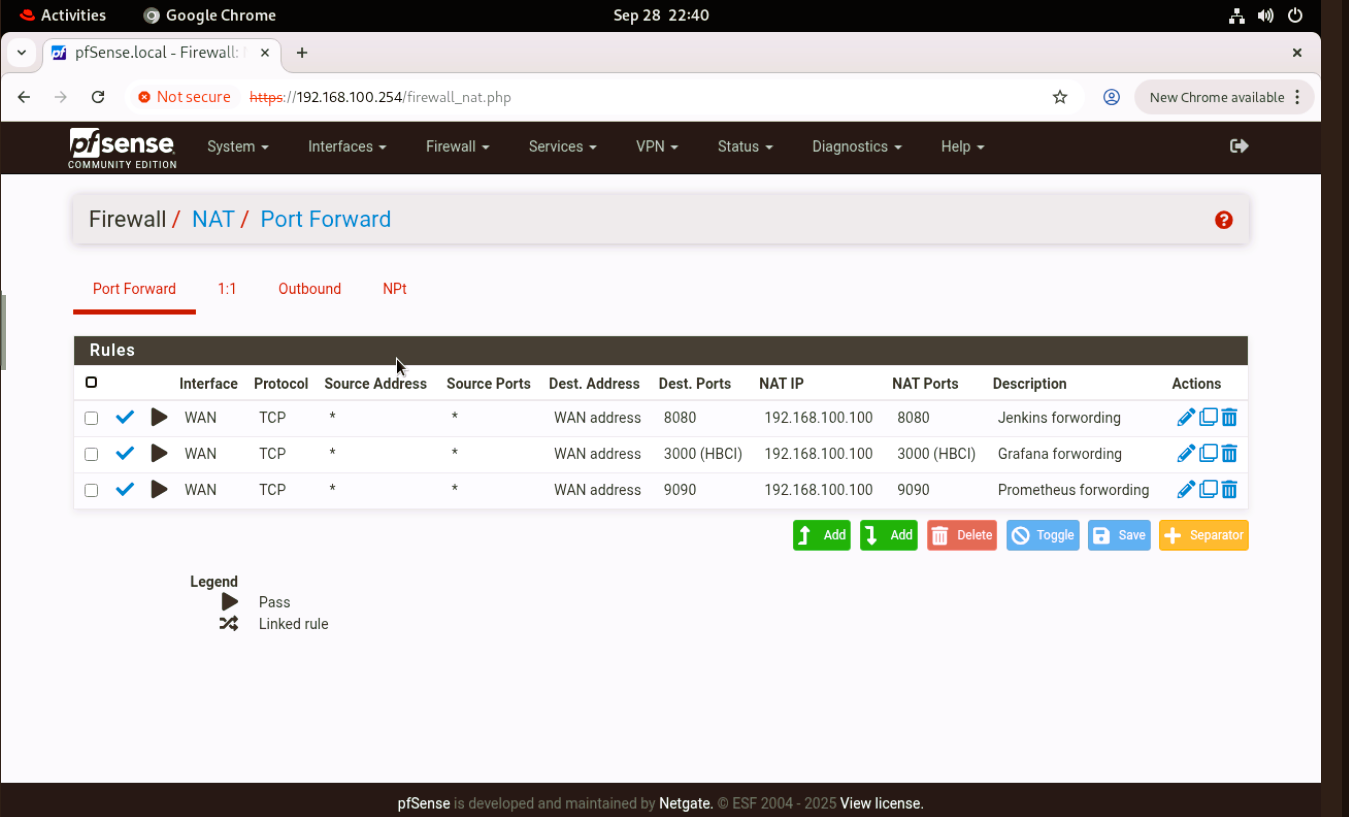 Activities Google Chrome Sep 28 22:40
pfSense.local - Firewall:
Not secure https://192.168.100.254/firewall_nat.php New Chrome available
pfsense COMMUNITY EDITION System Interfaces Firewall Services VPN Status Diagnostics Help
Firewall / NAT / Port Forward
Port Forward 1:1 Outbound NPt
Rules
Interface Protocol Source Address Source Ports Dest. Address Dest. Ports NAT IP NAT Ports Description Actions
WAN TCP * * WAN address 8080 192.168.100.100 8080 Jenkins forwording
WAN TCP * * WAN address 3000 (HBCI) 192.168.100.100 3000 (HBCI) Grafana forwording
WAN TCP * * WAN address 9090 192.168.100.100 9090 Prometheus forwording
Add Add Delete Toggle Save Separator
Legend
Pass
Linked rule
pfSense is developed and maintained by Netgate. © ESF 2004 - 2025 View license.